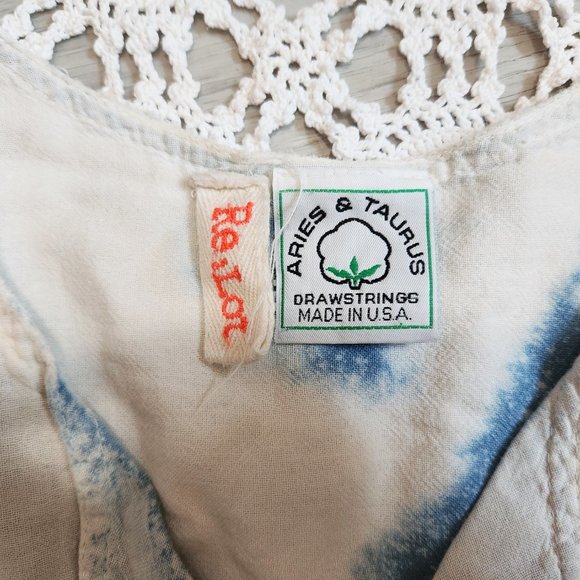 Re.Lot
ARIES & TAURUS
DRAWSTRINGS
MADE IN U.S.A.